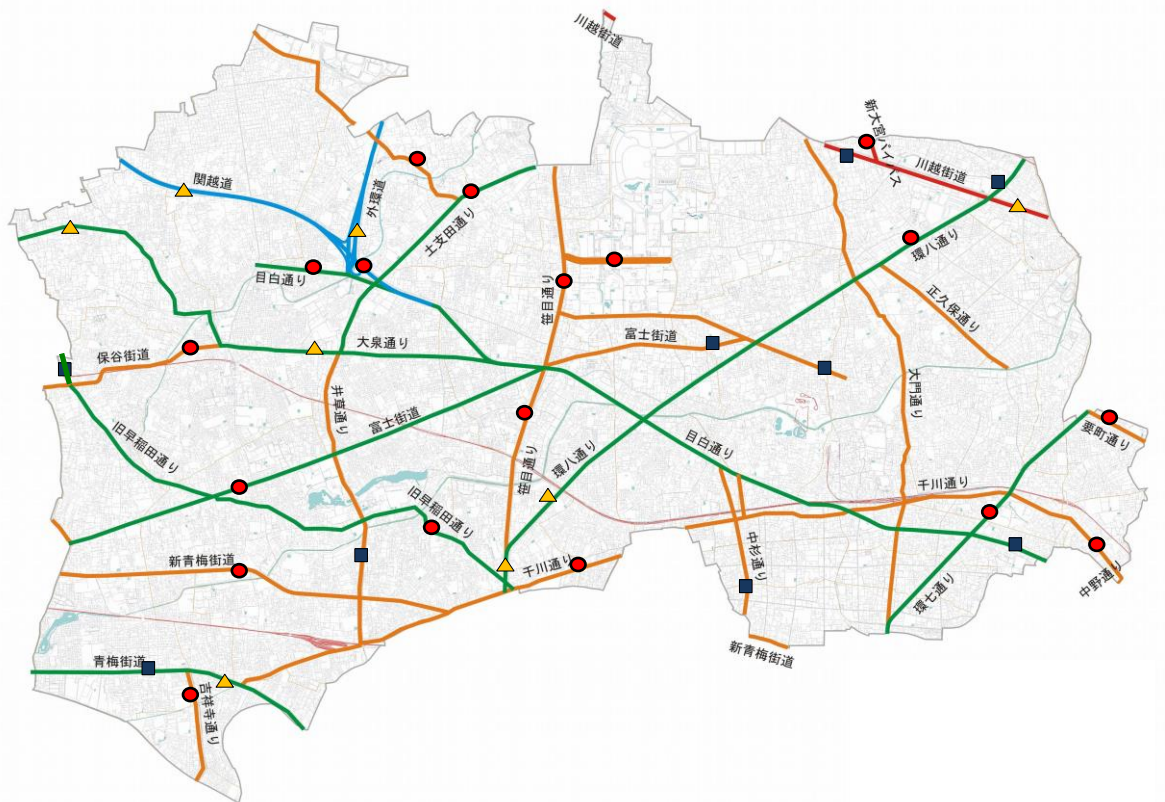 川越街道
新大宮バイパス
川越街道
関越道
外環道
土支田通り
環八通り
目白通り
笹目通り
正久保通り
富士街道
大泉通り
保谷街道
大門通り
井草通り
富士街道
要町通り
旧早稲田通り
目白通り
笹目通り
環八通り
千川通り
旧早稲田通り
新青梅街道
千川通り
中杉通り
中野通り
環七通り
新青梅街道
青梅街道
吉祥寺通り